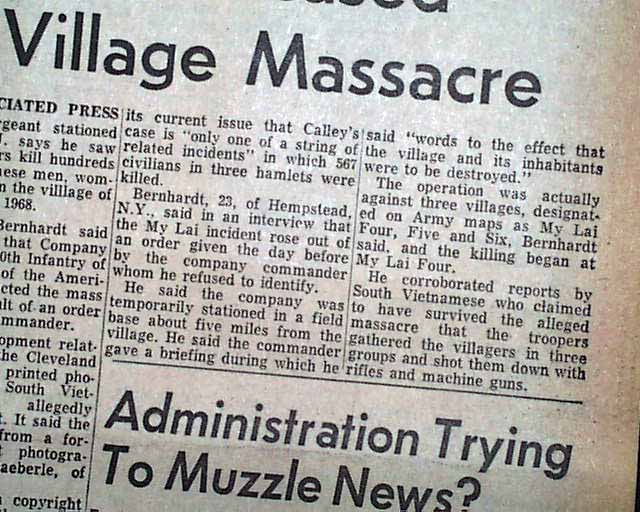 Village Massacre
CIATED PRESS
rgeant stationed
J. says he saw
rs kill hundreds
nese men, wom-
n the villlage of
1968.
Bernhardt said
that Company
0th Infantry of
of the Ameri-
cted the mass
ult of an order
mmander.
opment relat-
he Cleveland
printed pho-
South Viet-
allegedly
t. It said the
from a for-
photogra-
aeberle, of
copyright
its current issue that Calley's
case is "only one of a string of
related incidents" in which 567
civilians in three hamlets were
killed.
Bernhardt, 23, of Hempstead,
N.Y., said in an interview that
the My Lai incident rose out of
an order given the day before
by the company commander
whom he refused to identify.
He said the company was
temporarily stationed in a field
base about five miles from the
village. He said the commander
gave a briefing during which he
said "words to the effect that
the village and its inhabitants
were to be destroyed."
The operation was actually
against three villages, designat-
ed on Army maps as My Lai
Four, Five and Six, Bernhardt
said, and the killing began at
My Lai Four.
He corroborated reports by
South Vietnamese who claimed
to have survived the alleged
massacre that the troopers
gathered the villagers in three
groups and shot them down with
rifles and machine guns.
Administration Trying
To Muzzle News?